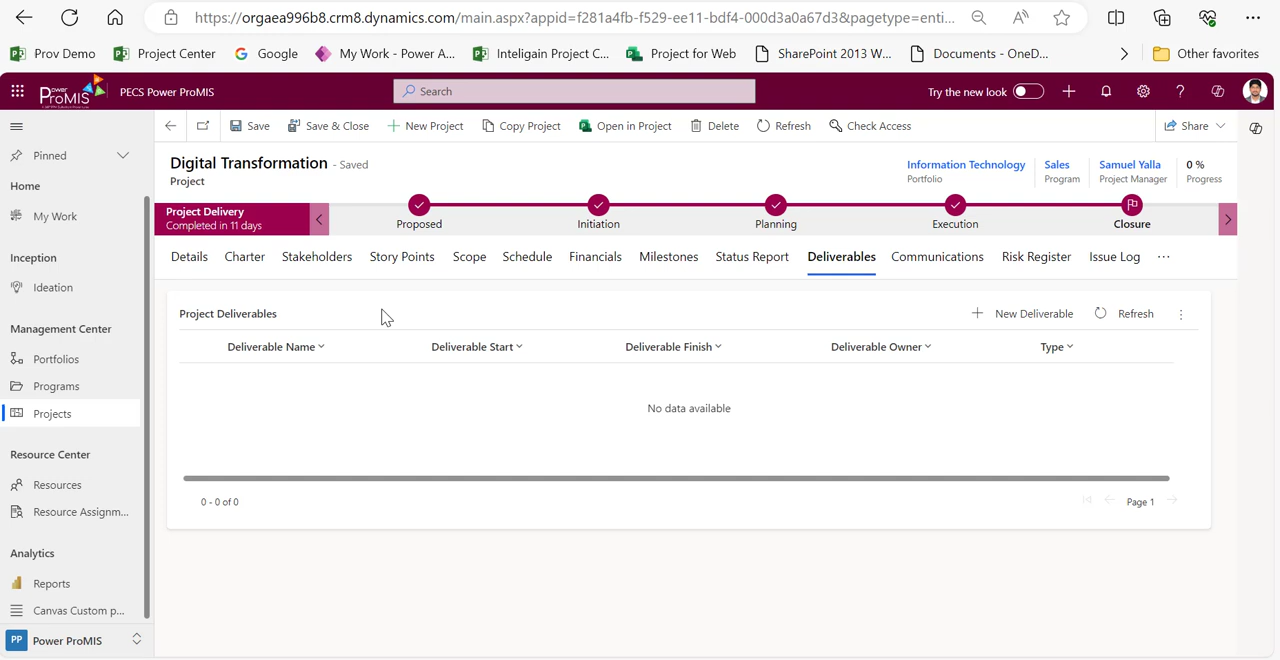 https://orgaea996b8.crm8.dynamics.com/main.aspx?appid=f281a4fb-f529-ee11-bdf4-000d3a0a67d3&pagetype=enti...
Prov Demo Project Center Google My Work - Power A... Inteligain Project C... Project for Web SharePoint 2013 W... Documents - OneD... Other favorites
Power ProMIS PECS Power ProMIS Search Try the new look
Save Save & Close New Project Copy Project Open in Project Delete Refresh Check Access Share
Pinned
Home
My Work
Inception
Ideation
Management Center
Portfolios
Programs
Projects
Resource Center
Resources
Resource Assignm...
Analytics
Reports
Canvas Custom p...
PP Power ProMIS
Digital Transformation - Saved
Project
Information Technology Sales Samuel Yalla 0 %
Portfolio Program Project Manager Progress
Project Delivery
Completed in 11 days
Proposed Initiation Planning Execution Closure
Details Charter Stakeholders Story Points Scope Schedule Financials Milestones Status Report Deliverables Communications Risk Register Issue Log ...
Project Deliverables New Deliverable Refresh
Deliverable Name Deliverable Start Deliverable Finish Deliverable Owner Type
No data available
0 - 0 of 0 Page 1